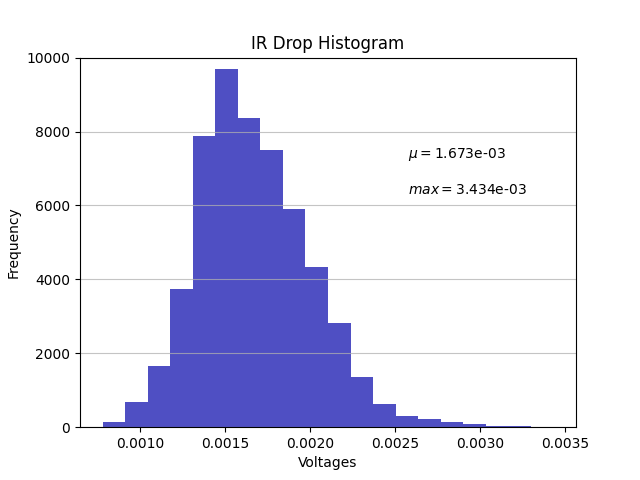 IR Drop Histogram
10000
8000
6000
4000
2000
0
Frequency
μ = 1.673e-03
max = 3.434e-03
0.0010 0.0015 0.0020 0.0025 0.0030 0.0035
Voltages